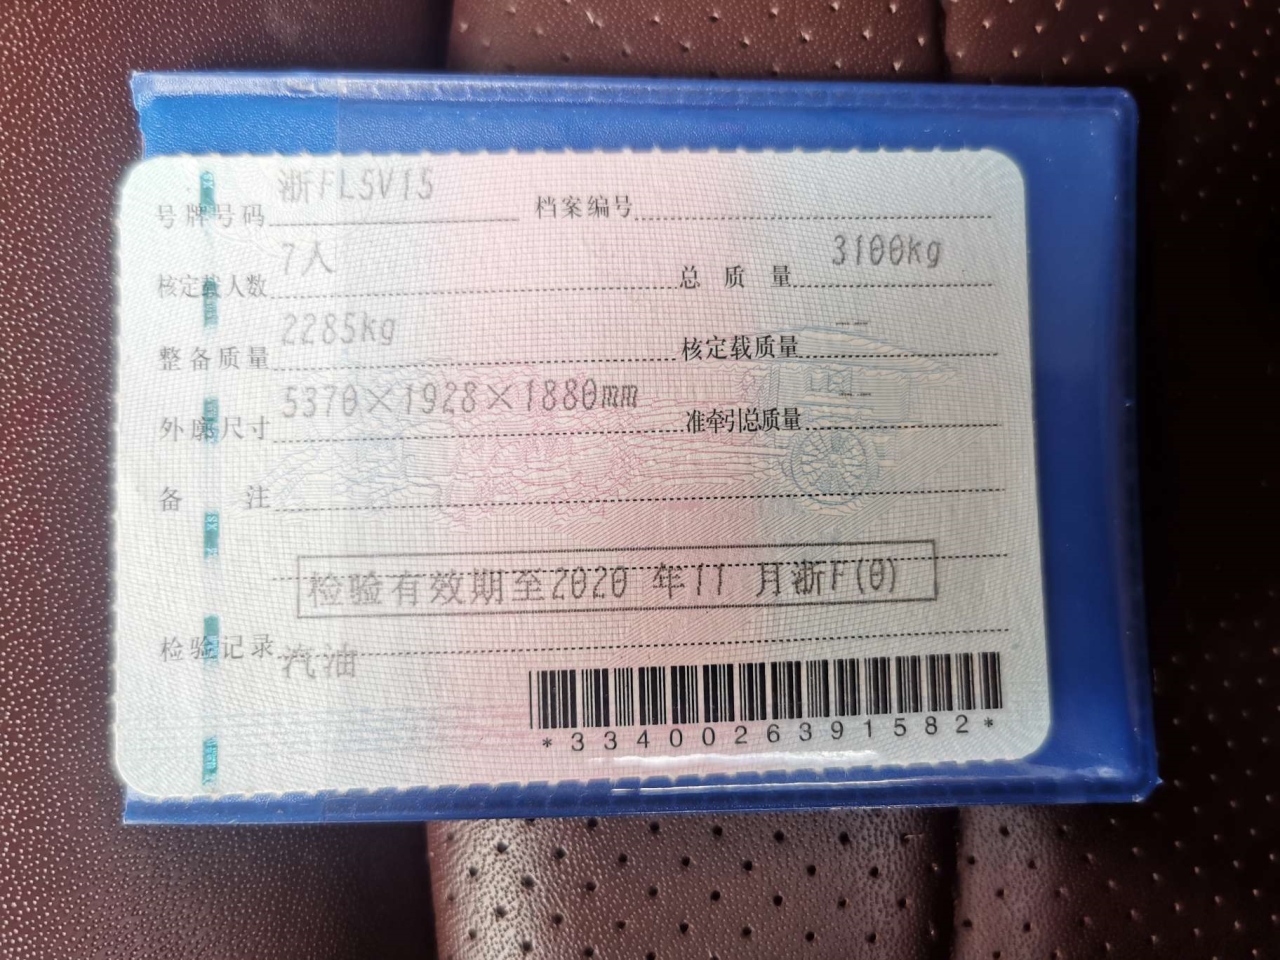 号牌号码 浙FL5V15 档案编号
核定载人数 7人 总质量 3100kg
整备质量 2285kg 核定载质量 --
外廓尺寸 5370×1928×1880mm 准牵引总质量 --
备注
检验有效期至2020 年11 月浙F(0)
检验记录 汽油
*3340026391582*